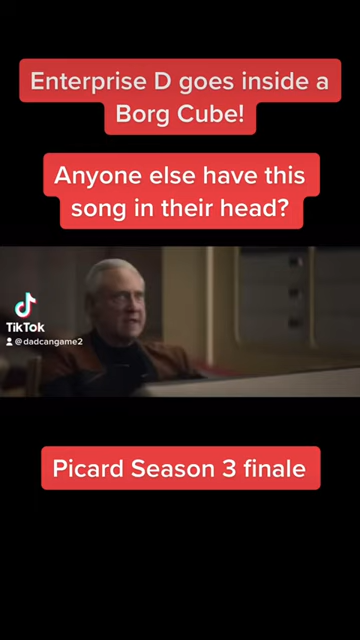 Enterprise D goes inside a
Borg Cube!
Anyone else have this
song in their head?
TikTok
@dadcangame2
Picard Season 3 finale